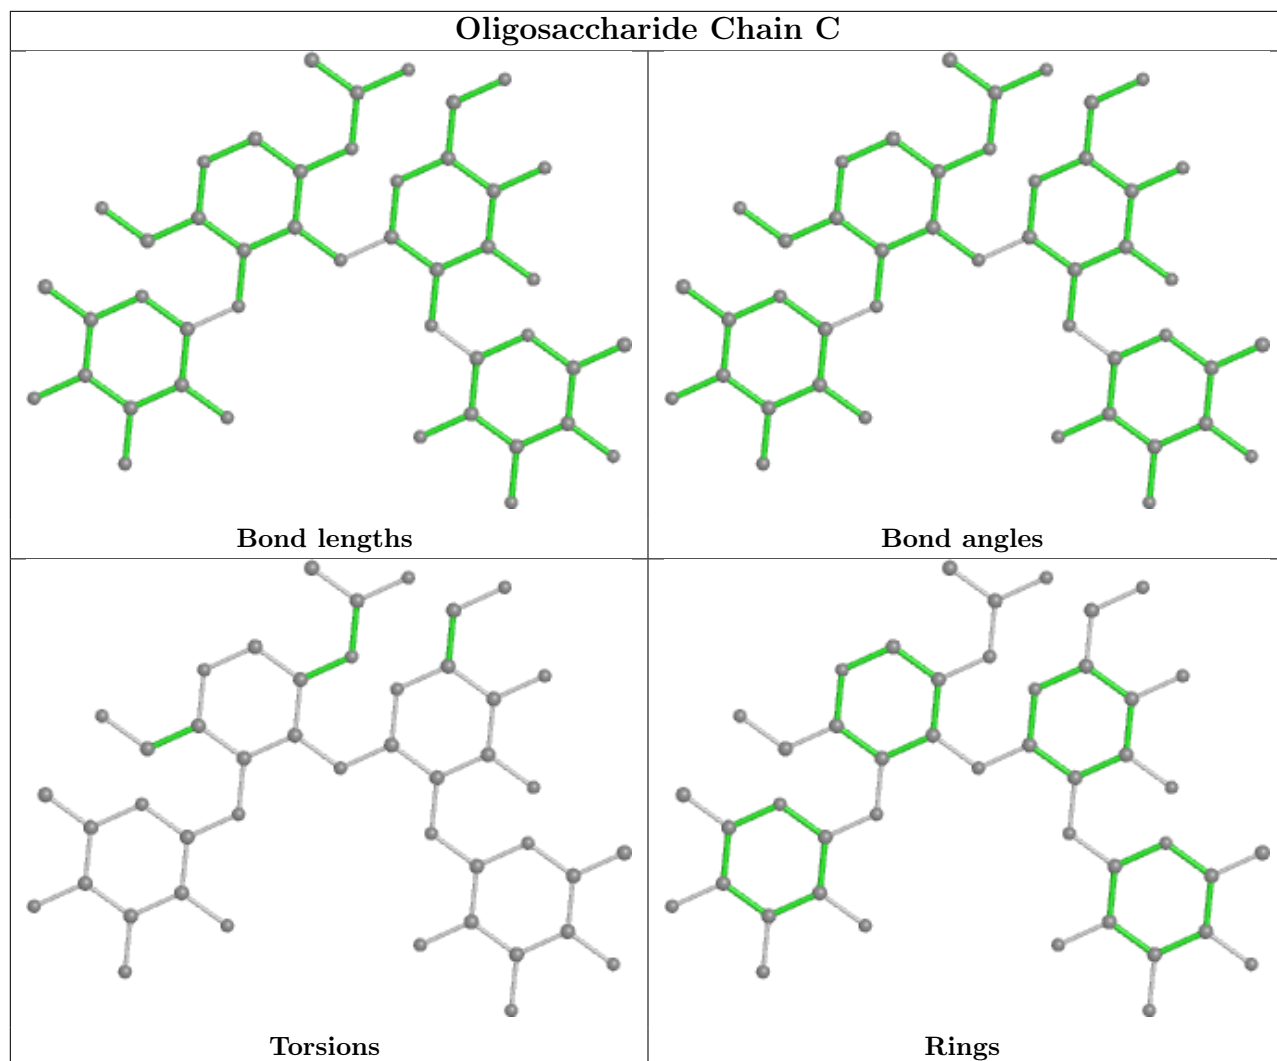 Oligosaccharide Chain C
Bond lengths
Bond angles
Torsions
Rings